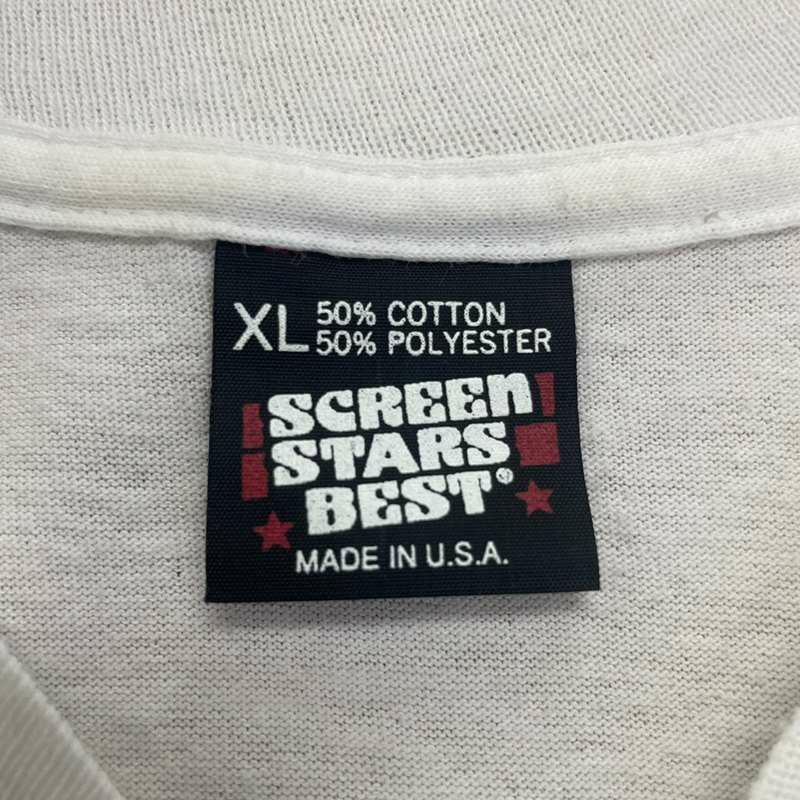 XL 50% COTTON
50% POLYESTER
SCREEN
STARS
BEST®
MADE IN U.S.A.